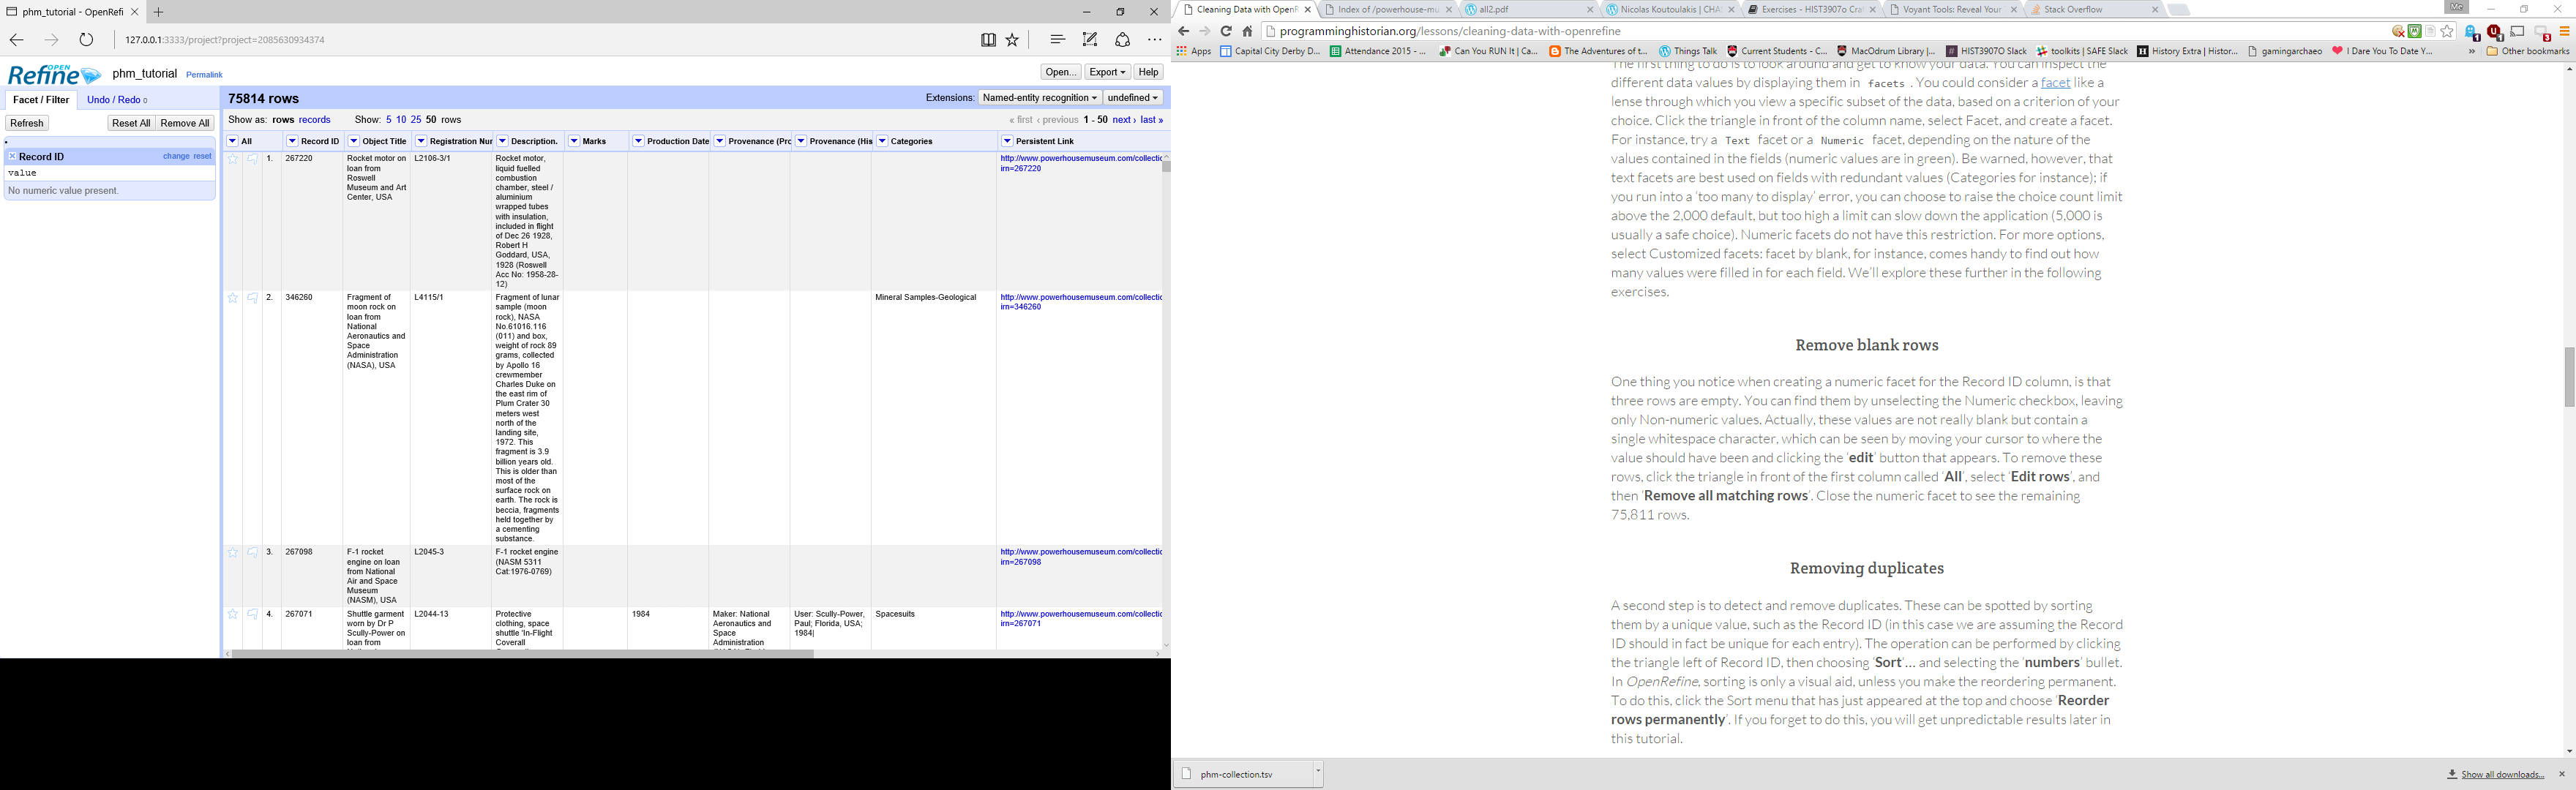 phm_tutorial - OpenRefi
127.0.0.1:3333/project?project=2085630934374
OPEN
Refine
phm_tutorial Permalink
Open... Export Help
Facet / Filter Undo / Redo 0
75814 rows
Extensions: Named-entity recognition undefined
Refresh Reset All Remove All
Show as: rows records Show: 5 10 25 50 rows
« first ‹ previous 1 - 50 next › last »
Record ID change reset
value
No numeric value present.
All Record ID Object Title Registration Nur Description. Marks Production Date Provenance (Prc Provenance (His Categories Persistent Link
1. 267220
Rocket motor on
loan from
Roswell
Museum and Art
Center, USA
L2106-3/1
Rocket motor,
liquid fuelled
combustion
chamber, steel /
aluminium
wrapped tubes
with insulation,
included in flight
of Dec 26 1928,
Robert H
Goddard, USA,
1928 (Roswell
Acc No: 1958-28-
12)
http://www.powerhousemuseum.com/collectic
irn=267220
2. 346260
Fragment of
moon rock on
loan from
National
Aeronautics and
Space
Administration
(NASA), USA
L4115/1
Fragment of lunar
sample (moon
rock), NASA
No.61016.116
(011) and box,
weight of rock 89
grams, collected
by Apollo 16
crewmember
Charles Duke on
the east rim of
Plum Crater 30
meters west
north of the
landing site,
1972. This
fragment is 3.9
billion years old.
This is older than
most of the
surface rock on
earth. The rock is
beccia, fragments
held together by
a cementing
substance.
Mineral Samples-Geological
http://www.powerhousemuseum.com/collectic
irn=346260
3. 267098
F-1 rocket
engine on loan
from National
Air and Space
Museum
(NASM), USA
L2045-3
F-1 rocket engine
(NASM 5311
Cat:1976-0769)
http://www.powerhousemuseum.com/collectic
irn=267098
4. 267071
Shuttle garment
worn by Dr P
Scully-Power on
loan from
L2044-13
Protective
clothing, space
shuttle 'In-Flight
Coverall
1984
Maker: National
Aeronautics and
Space
Administration
User: Scully-Power,
Paul; Florida, USA;
1984|
Spacesuits
http://www.powerhousemuseum.com/collectic
irn=267071
Cleaning Data with OpenR Index of /powerhouse-mu all2.pdf Nicolas Koutoulakis | CHA Exercises - HIST3907o Cra Voyant Tools: Reveal Your Stack Overflow
Me
programminghistorian.org/lessons/cleaning-data-with-openrefine
Apps Capital City Derby D... Attendance 2015 - ... Can You RUN It | Ca... The Adventures of t... Things Talk Current Students - C... MacOdrum Library |... HIST3907O Slack toolkits | SAFE Slack History Extra | Histor... gamingarchaeo I Dare You To Date Y... » Other bookmarks
The first thing to do is to look around and get to know your data. You can inspect the
different data values by displaying them in facets . You could consider a facet like a
lense through which you view a specific subset of the data, based on a criterion of your
choice. Click the triangle in front of the column name, select Facet, and create a facet.
For instance, try a Text facet or a Numeric facet, depending on the nature of the
values contained in the fields (numeric values are in green). Be warned, however, that
text facets are best used on fields with redundant values (Categories for instance); if
you run into a 'too many to display' error, you can choose to raise the choice count limit
above the 2,000 default, but too high a limit can slow down the application (5,000 is
usually a safe choice). Numeric facets do not have this restriction. For more options,
select Customized facets: facet by blank, for instance, comes handy to find out how
many values were filled in for each field. We'll explore these further in the following
exercises.
Remove blank rows
One thing you notice when creating a numeric facet for the Record ID column, is that
three rows are empty. You can find them by unselecting the Numeric checkbox, leaving
only Non-numeric values. Actually, these values are not really blank but contain a
single whitespace character, which can be seen by moving your cursor to where the
value should have been and clicking the 'edit' button that appears. To remove these
rows, click the triangle in front of the first column called 'All', select 'Edit rows', and
then 'Remove all matching rows'. Close the numeric facet to see the remaining
75,811 rows.
Removing duplicates
A second step is to detect and remove duplicates. These can be spotted by sorting
them by a unique value, such as the Record ID (in this case we are assuming the Record
ID should in fact be unique for each entry). The operation can be performed by clicking
the triangle left of Record ID, then choosing 'Sort'… and selecting the 'numbers' bullet.
In OpenRefine, sorting is only a visual aid, unless you make the reordering permanent.
To do this, click the Sort menu that has just appeared at the top and choose 'Reorder
rows permanently'. If you forget to do this, you will get unpredictable results later in
this tutorial.
phm-collection.tsv
Show all downloads...